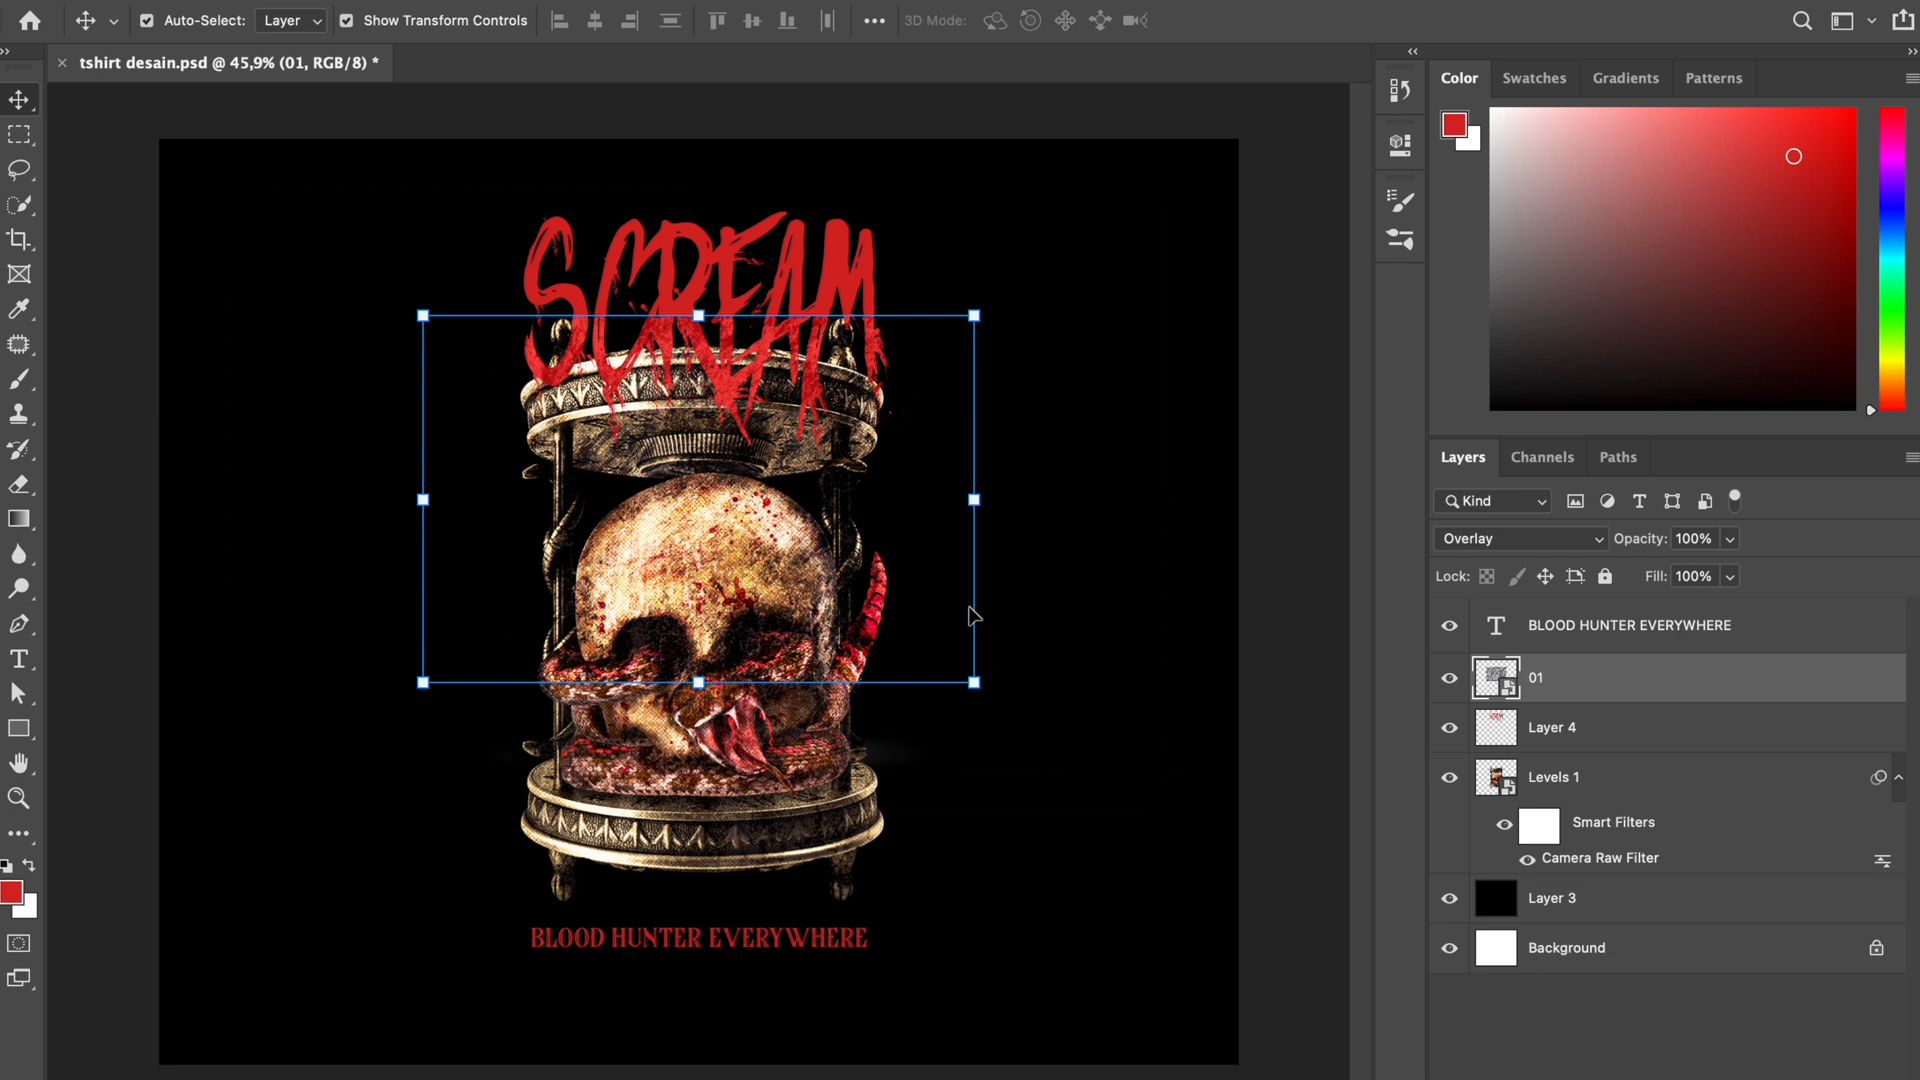 Auto-Select: Layer Show Transform Controls 3D Mode:
× tshirt desain.psd @ 45,9% (01, RGB/8) *
Color Swatches Gradients Patterns
SCREAM
BLOOD HUNTER EVERYWHERE
Layers Channels Paths
Kind
Overlay Opacity: 100%
Lock: Fill: 100%
T BLOOD HUNTER EVERYWHERE
01
Layer 4
Levels 1
Smart Filters
Camera Raw Filter
Layer 3
Background